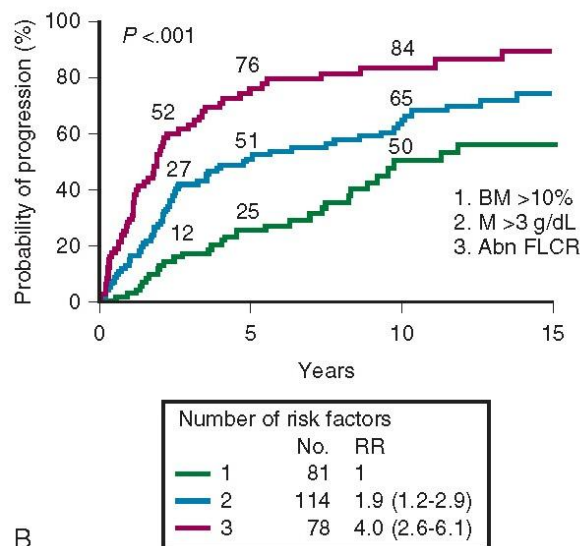 Probability of progression (%)
100
80
60
40
20
0
P <.001
52
76
84
27
51
65
12
25
50
1. BM >10%
2. M >3 g/dL
3. Abn FLCR
0
5
10
15
Years
Number of risk factors
No. RR
1 81 1
2 114 1.9 (1.2-2.9)
3 78 4.0 (2.6-6.1)
B